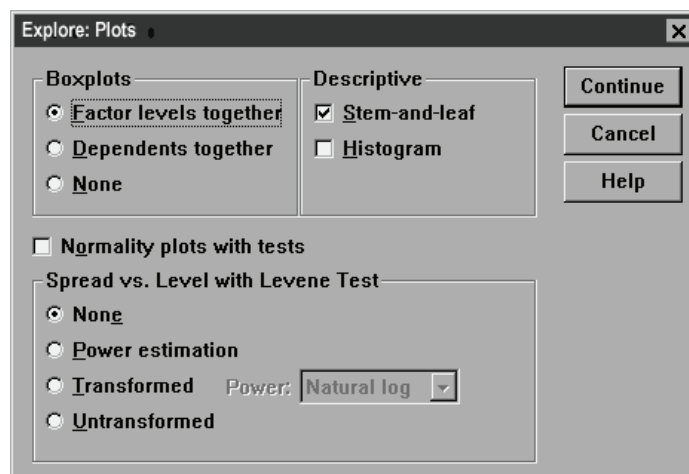 Explore: Plots
Boxplots
Factor levels together
Dependents together
None
Descriptive
Stem-and-leaf
Histogram
Continue
Cancel
Help
Normality plots with tests
Spread vs. Level with Levene Test
None
Power estimation
Transformed Power: Natural log
Untransformed